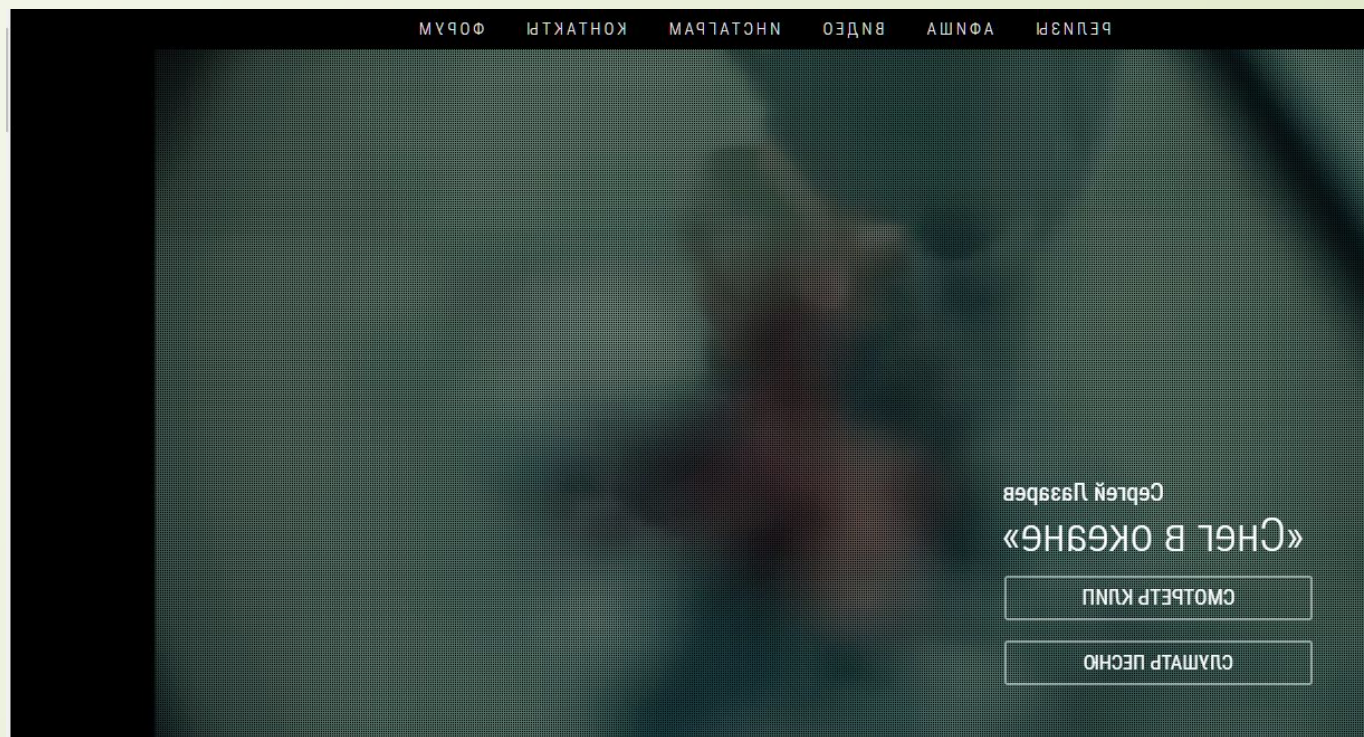 РЕЛИЗЫ АФИША ВИДЕО ИНСТАГРАМ КОНТАКТЫ ФОРУМ
Сергей Лазарев
«Снег в океане»
СМОТРЕТЬ КЛИП
СЛУШАТЬ ПЕСНЮ